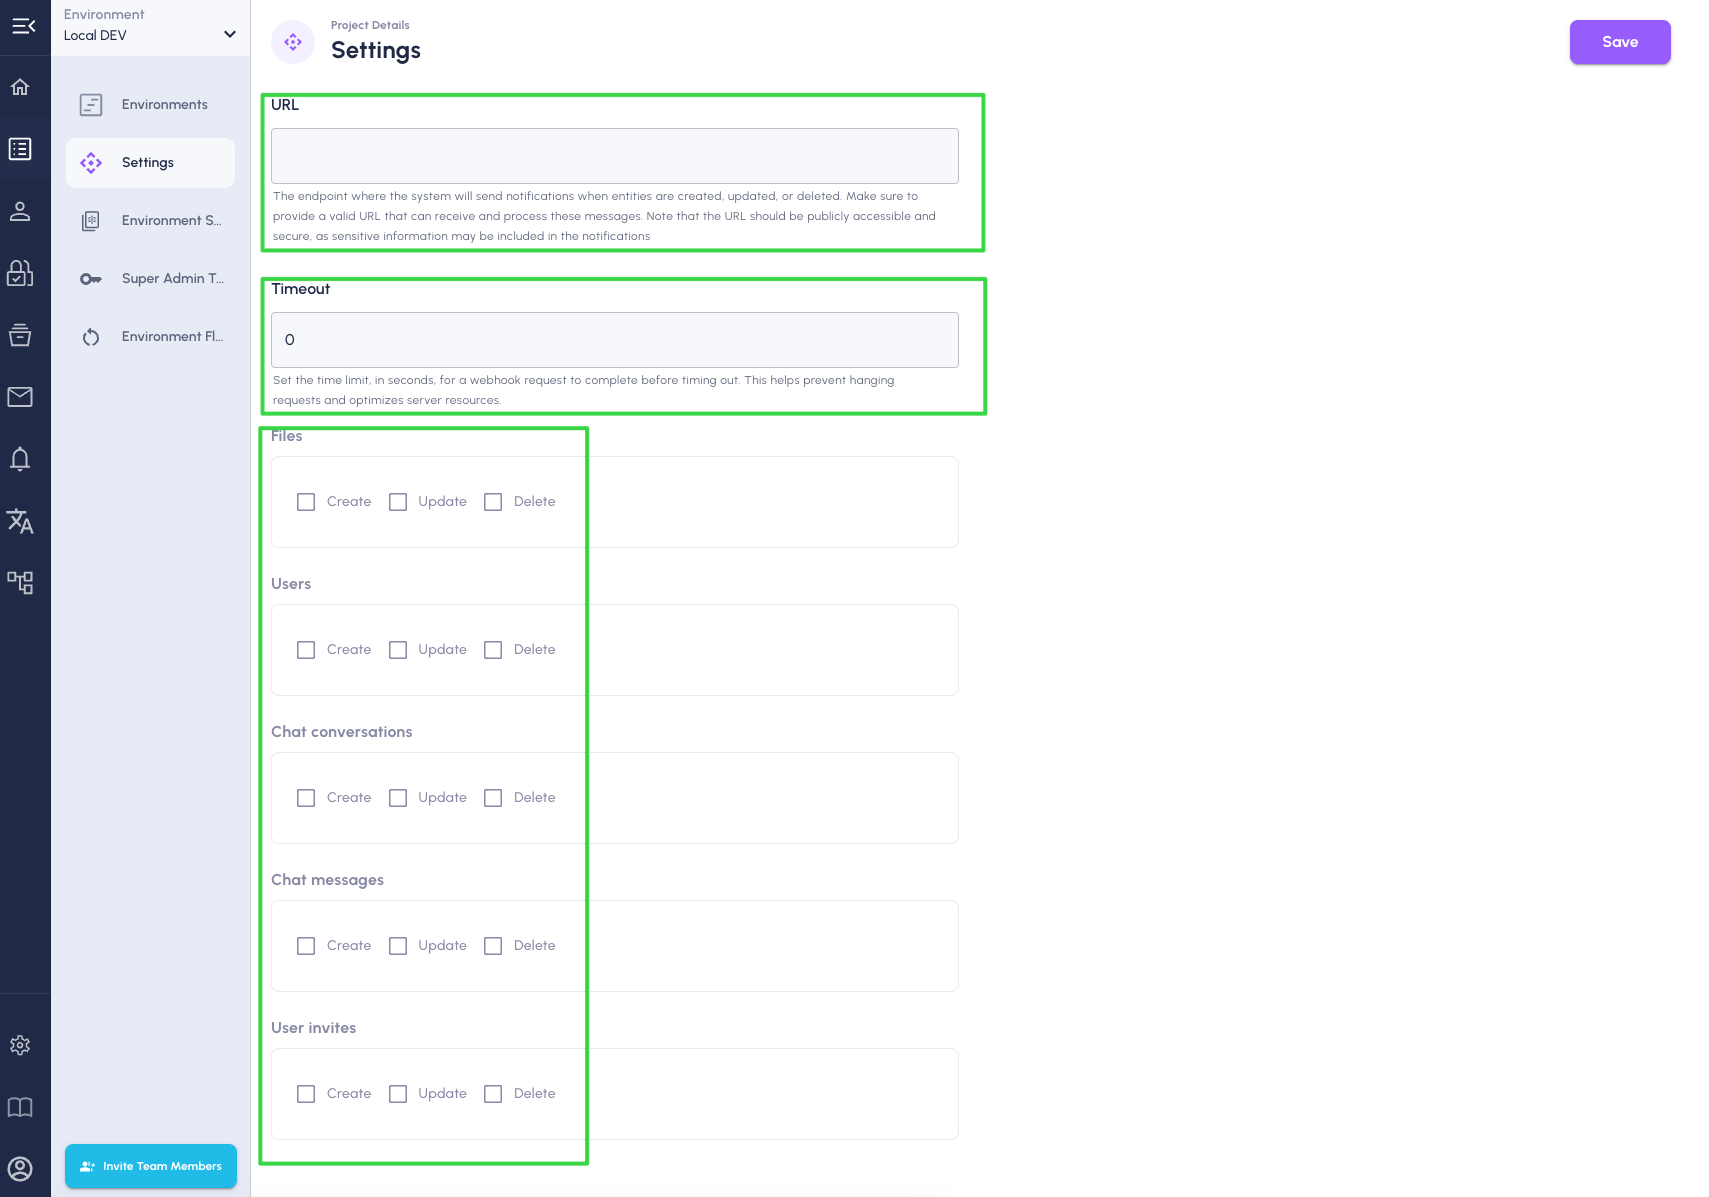 Environment
Local DEV
Environments
Settings
Environment S...
Super Admin T...
Environment Fl...
Invite Team Members
Project Details
Settings
Save
URL
The endpoint where the system will send notifications when entities are created, updated, or deleted. Make sure to
provide a valid URL that can receive and process these messages. Note that the URL should be publicly accessible and
secure, as sensitive information may be included in the notifications
Timeout
0
Set the time limit, in seconds, for a webhook request to complete before timing out. This helps prevent hanging
requests and optimizes server resources.
Files
Create Update Delete
Users
Create Update Delete
Chat conversations
Create Update Delete
Chat messages
Create Update Delete
User invites
Create Update Delete